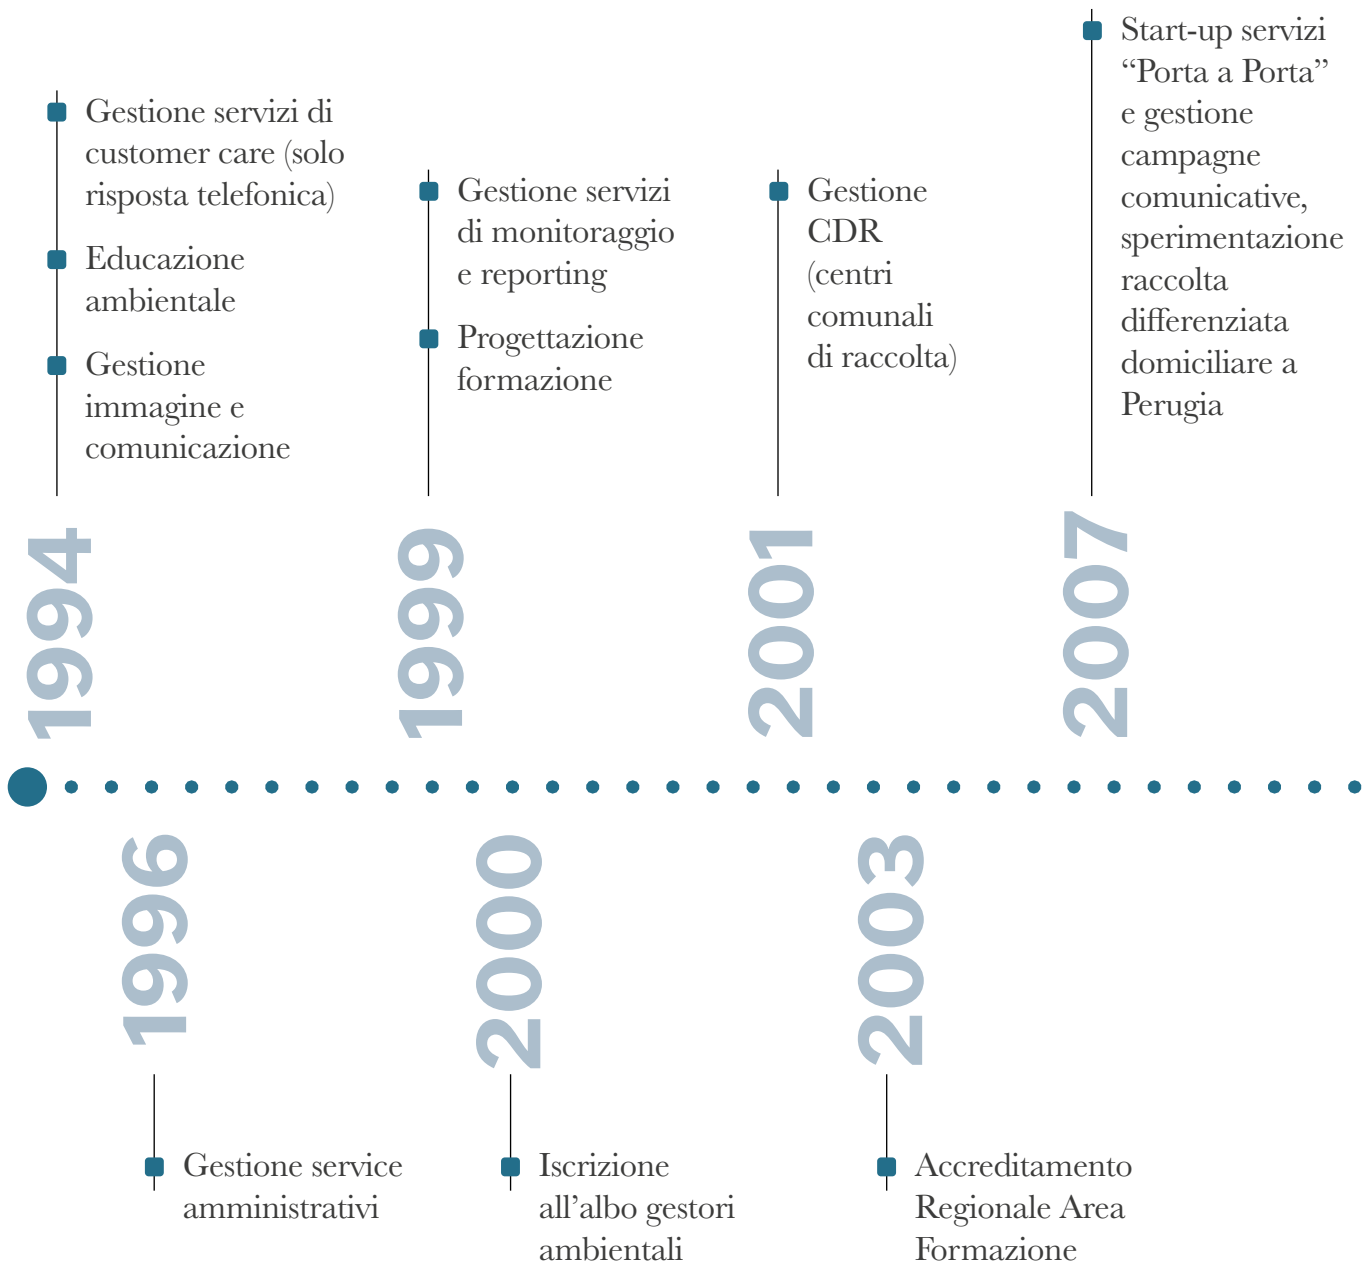 Gestione servizi di
customer care (solo
risposta telefonica)
Educazione
ambientale
Gestione
immagine e
comunicazione
1994
Gestione servizi
di monitoraggio
e reporting
Progettazione
formazione
1999
Gestione
CDR
(centri
comunali
di raccolta)
2001
Start-up servizi
“Porta a Porta”
e gestione
campagne
comunicative,
sperimentazione
raccolta
differenziata
domiciliare a
Perugia
2007
1996
Gestione service
amministrativi
2000
Iscrizione
all’albo gestori
ambientali
2003
Accreditamento
Regionale Area
Formazione